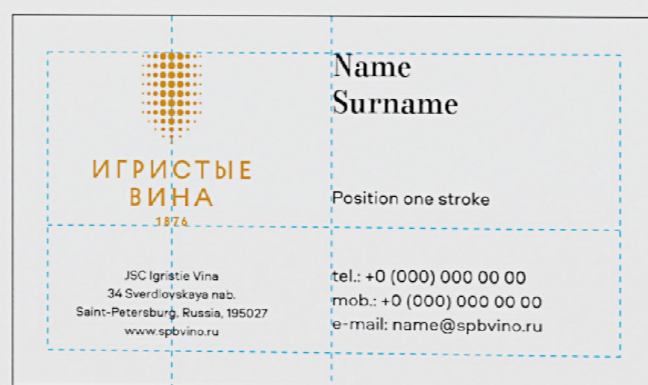 ИГРИСТЫЕ
ВИНА
1876
JSC Igristie Vina
34 Sverdlovskaya nab.
Saint-Petersburg, Russia, 195027
www.spbvino.ru
Name
Surname
Position one stroke
tel.: +0 (000) 000 00 00
mob.: +0 (000) 000 00 00
e-mail: name@spbvino.ru